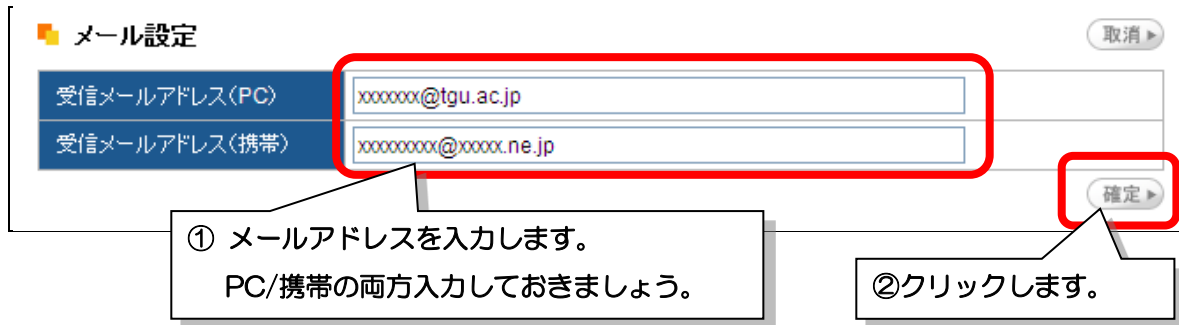 メール設定
取消
受信メールアドレス(PC)
xxxxxxx@tgu.ac.jp
受信メールアドレス(携帯)
xxxxxxxxx@xxxxx.ne.jp
確定
① メールアドレスを入力します。
PC/携帯の両方入力しておきましょう。
②クリックします。